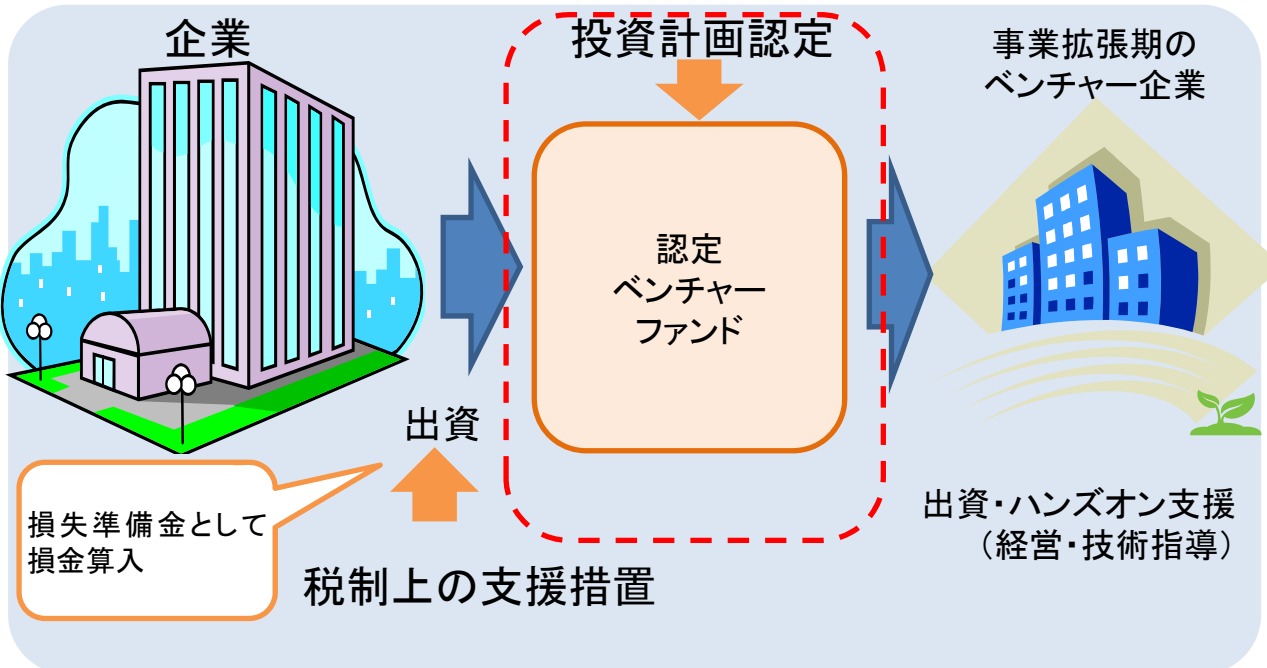 企業
投資計画認定
事業拡張期の
ベンチャー企業
認定
ベンチャー
ファンド
出資
損失準備金として
損金算入
税制上の支援措置
出資・ハンズオン支援
（経営・技術指導）